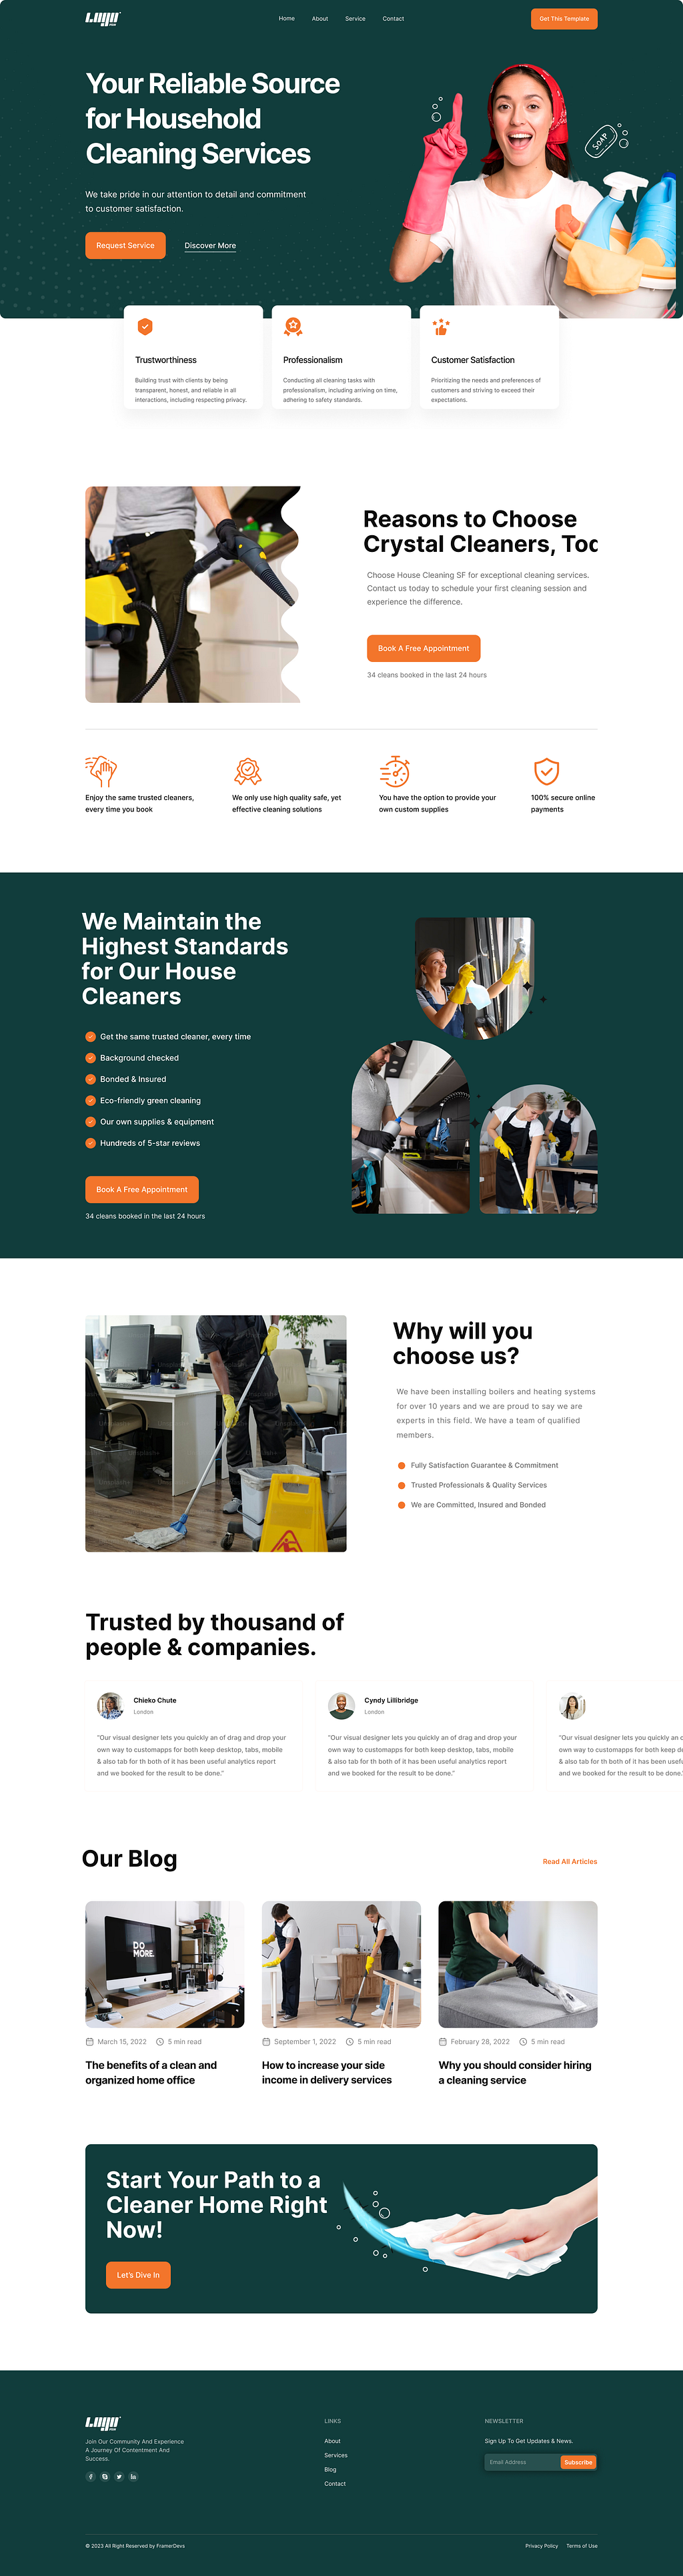 LOGO
Home
About
Service
Contact
Get This Template
Your Reliable Source
for Household
Cleaning Services
We take pride in our attention to detail and commitment
to customer satisfaction.
Request Service
Discover More
SOAP
Trustworthiness
Building trust with clients by being
transparent, honest, and reliable in all
interactions, including respecting privacy.
Professionalism
Conducting all cleaning tasks with
professionalism, including arriving on time,
adhering to safety standards.
Customer Satisfaction
Prioritizing the needs and preferences of
customers and striving to exceed their
expectations.
Reasons to Choose
Crystal Cleaners, Toc
Choose House Cleaning SF for exceptional cleaning services.
Contact us today to schedule your first cleaning session and
experience the difference.
Book A Free Appointment
34 cleans booked in the last 24 hours
Enjoy the same trusted cleaners,
every time you book
We only use high quality safe, yet
effective cleaning solutions
You have the option to provide your
own custom supplies
100% secure online
payments
We Maintain the
Highest Standards
for Our House
Cleaners
Get the same trusted cleaner, every time
Background checked
Bonded & Insured
Eco-friendly green cleaning
Our own supplies & equipment
Hundreds of 5-star reviews
Book A Free Appointment
34 cleans booked in the last 24 hours
Why will you
choose us?
We have been installing boilers and heating systems
for over 10 years and we are proud to say we are
experts in this field. We have a team of qualified
members.
Fully Satisfaction Guarantee & Commitment
Trusted Professionals & Quality Services
We are Committed, Insured and Bonded
Trusted by thousand of
people & companies.
Chieko Chute
London
"Our visual designer lets you quickly an of drag and drop your
own way to customapps for both keep desktop, tabs, mobile
& also tab for th both of it has been useful analytics report
and we booked for the result to be done."
Cyndy Lillibridge
London
"Our visual designer lets you quickly an of drag and drop your
own way to customapps for both keep desktop, tabs, mobile
& also tab for th both of it has been useful analytics report
and we booked for the result to be done."
"Our visual designer lets you quickly an
own way to customapps for both keep
& also tab for th both of it has been
and we booked for the result to be done."
Our Blog
Read All Articles
DO
MORE.
March 15, 2022
5 min read
The benefits of a clean and
organized home office
September 1, 2022
5 min read
How to increase your side
income in delivery services
February 28, 2022
5 min read
Why you should consider hiring
a cleaning service
Start Your Path to a
Cleaner Home Right
Now!
Let's Dive In
LOGO
Join Our Community And Experience
A Journey Of Contentment And
Success.
LINKS
About
Services
Blog
Contact
NEWSLETTER
Sign Up To Get Updates & News.
Email Address
Subscribe
© 2023 All Right Reserved by FramerDevs
Privacy Policy
Terms of Use